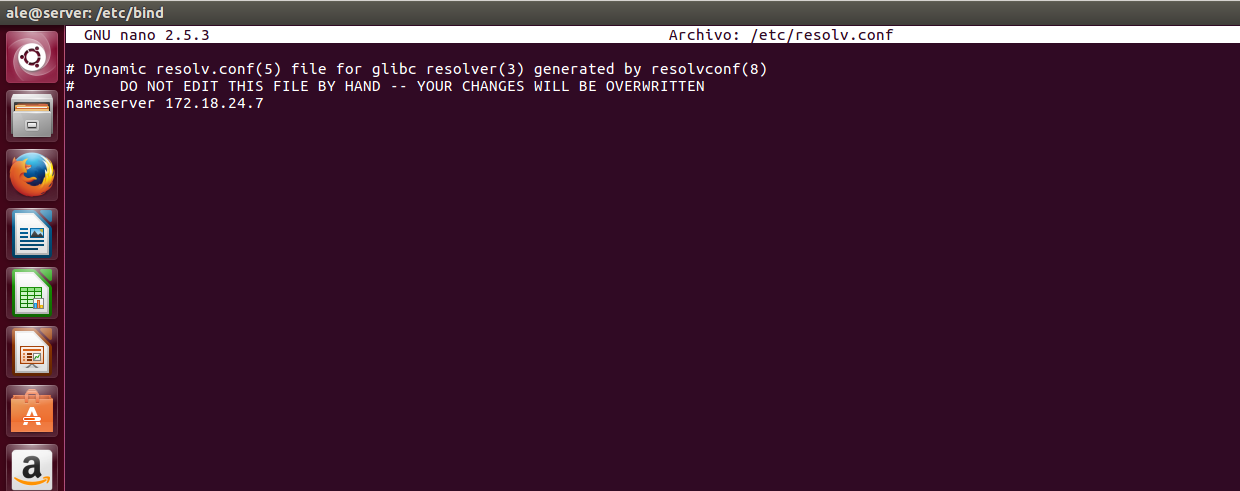 ale@server: /etc/bind
GNU nano 2.5.3 Archivo: /etc/resolv.conf
# Dynamic resolv.conf(5) file for glibc resolver(3) generated by resolvconf(8)
#     DO NOT EDIT THIS FILE BY HAND -- YOUR CHANGES WILL BE OVERWRITTEN
nameserver 172.18.24.7
A
a